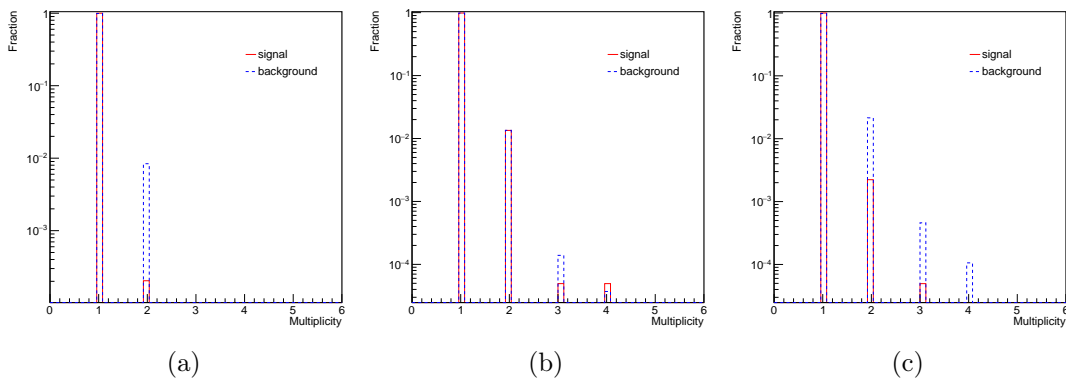 Fraction
1
10⁻¹
10⁻²
10⁻³
signal
background
0 1 2 3 4 5 6
Multiplicity
(a)
Fraction
1
10⁻¹
10⁻²
10⁻³
10⁻⁴
signal
background
0 1 2 3 4 5 6
Multiplicity
(b)
Fraction
1
10⁻¹
10⁻²
10⁻³
10⁻⁴
signal
background
0 1 2 3 4 5 6
Multiplicity
(c)